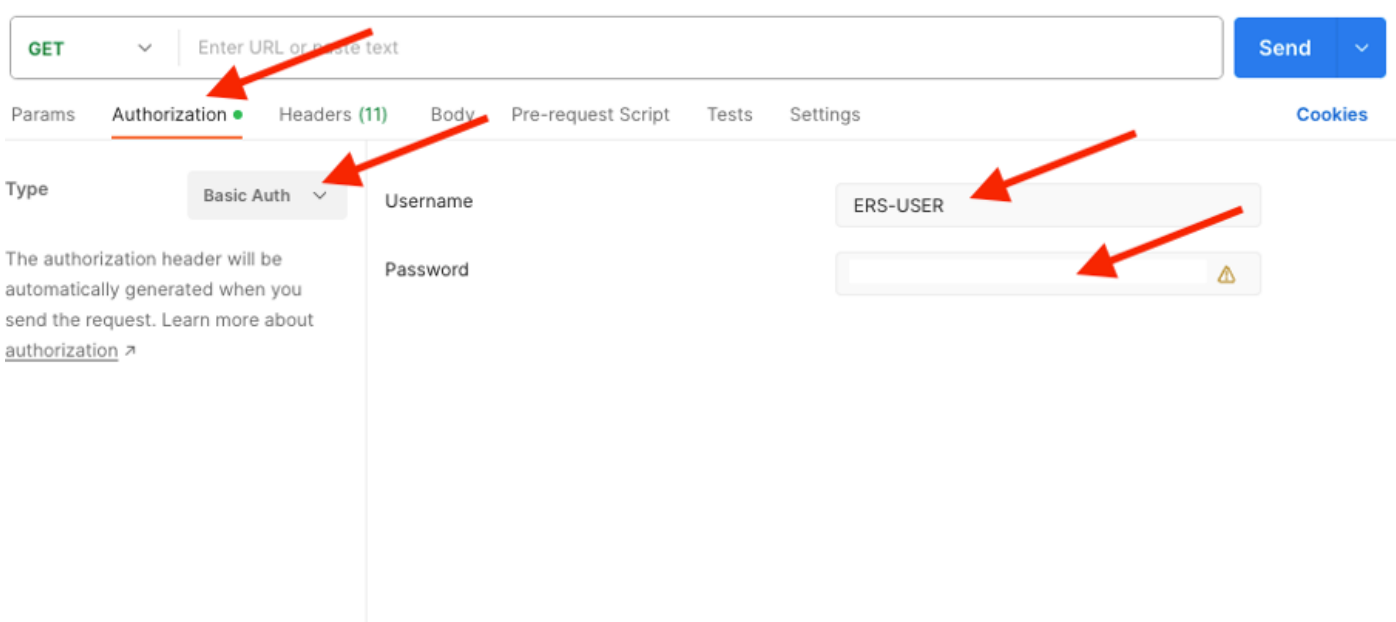 GET Enter URL or paste text Send
Params Authorization Headers (11) Body Pre-request Script Tests Settings Cookies
Type Basic Auth
Username ERS-USER
The authorization header will be
automatically generated when you
send the request. Learn more about
authorization ↗
Password